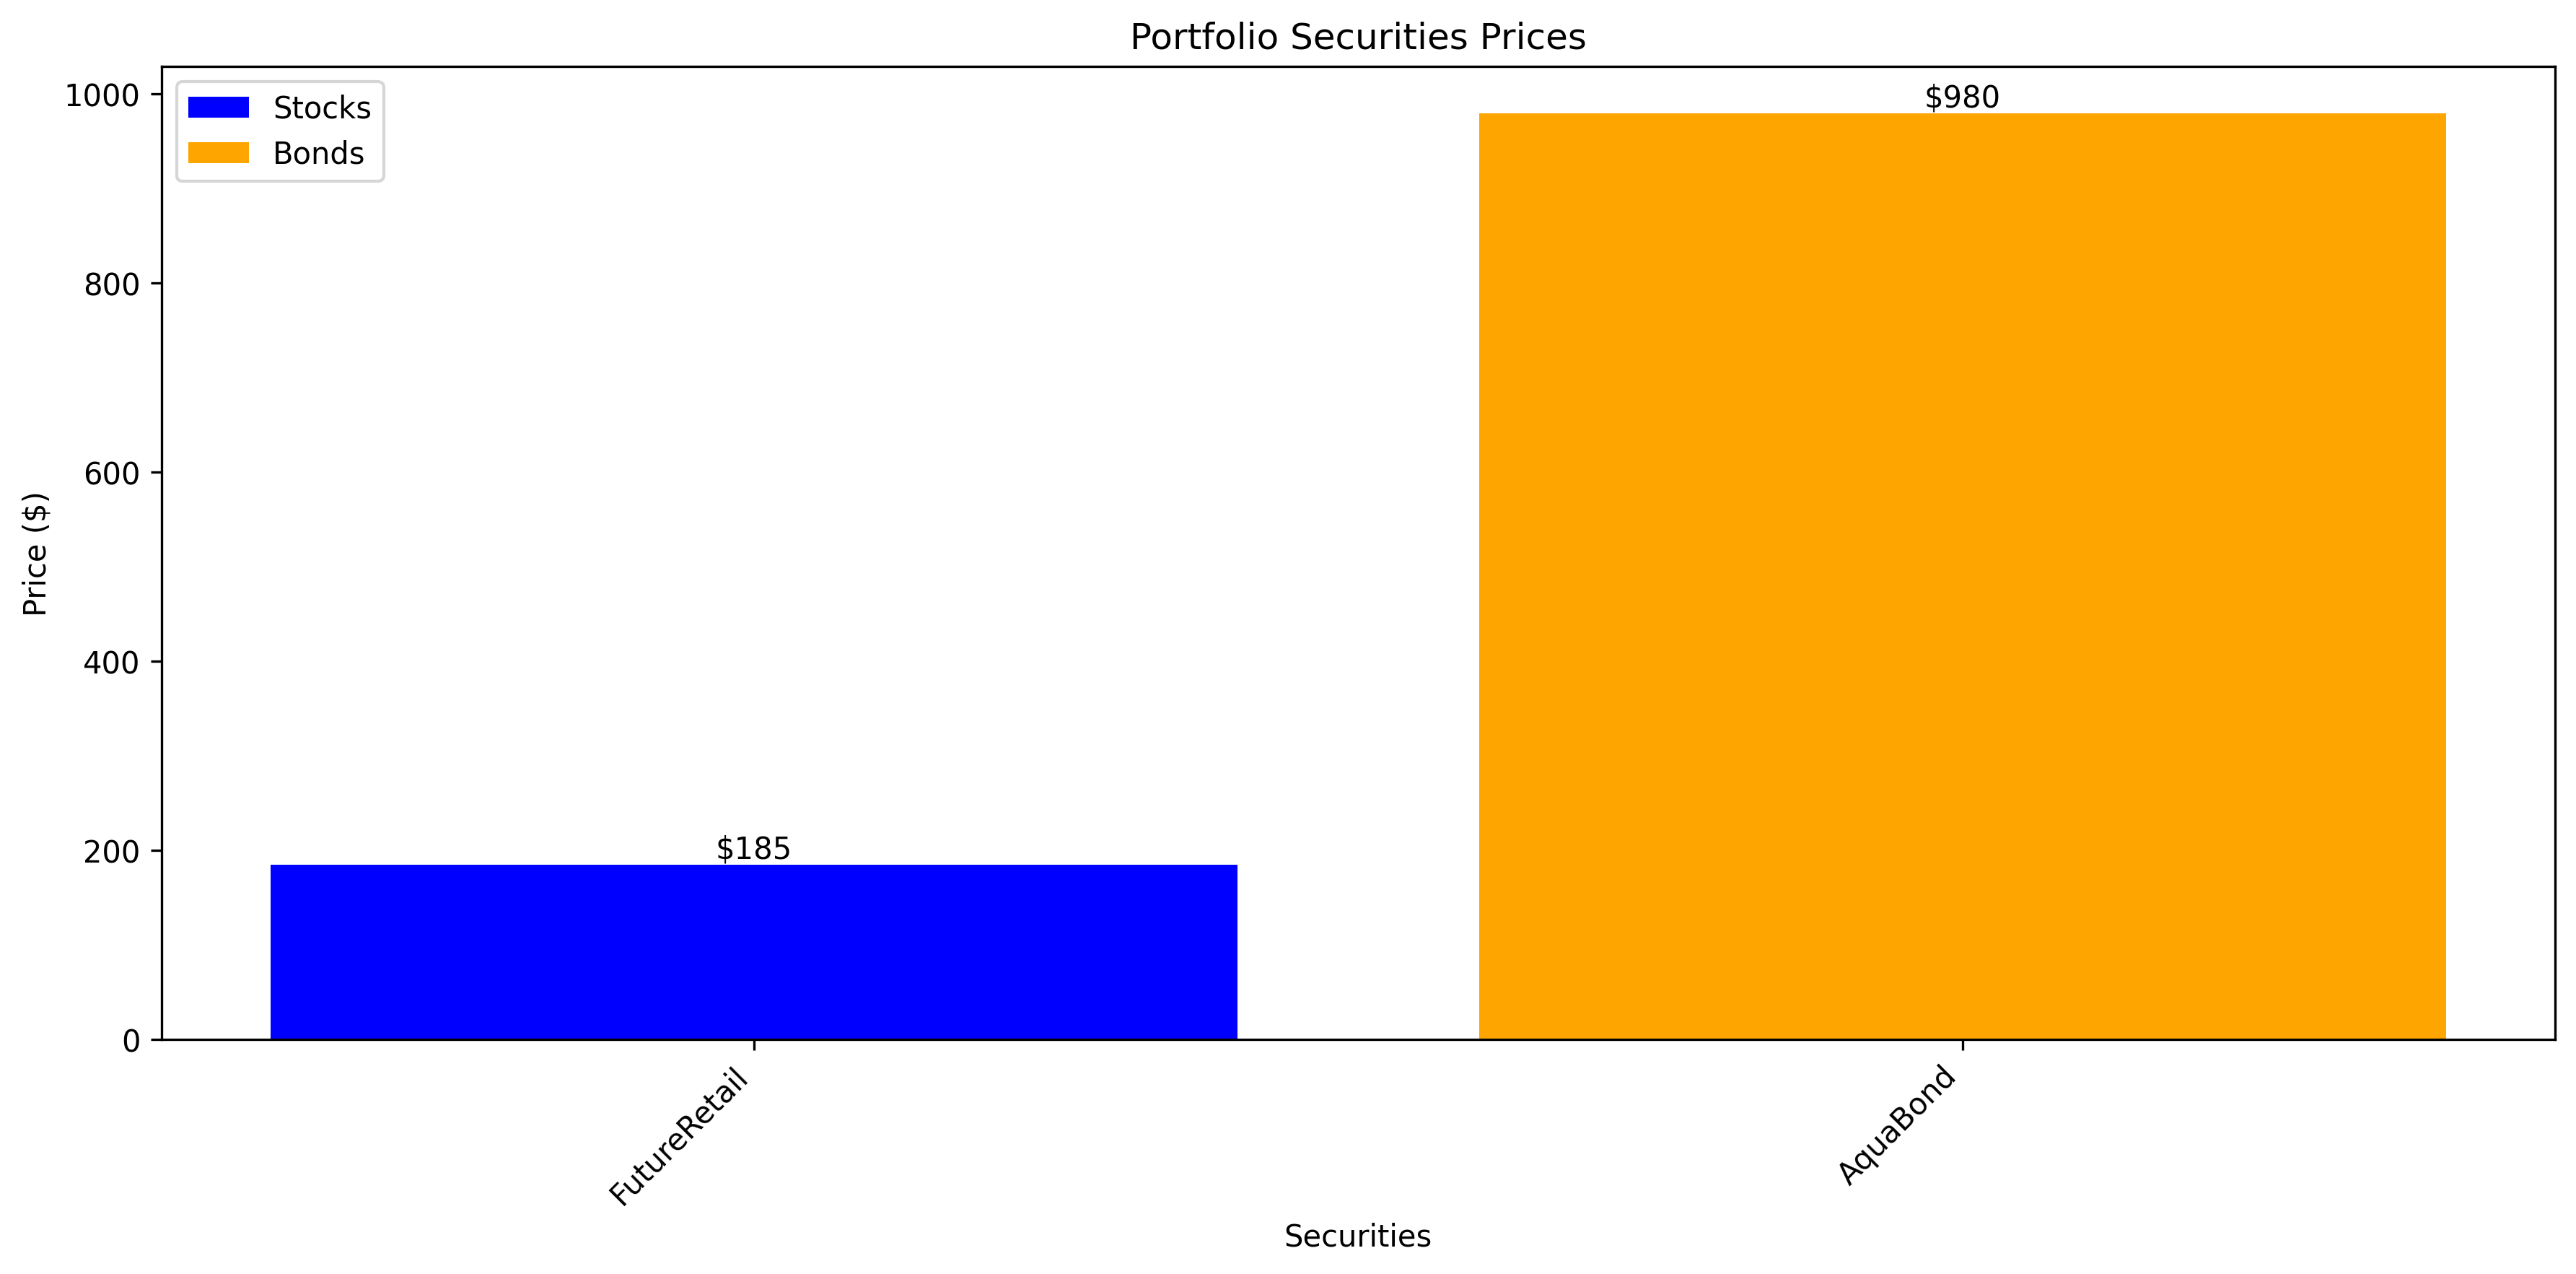 Portfolio Securities Prices
Stocks
Bonds
1000
800
600
400
200
0
Price ($)
$185
$980
FutureRetail
AquaBond
Securities